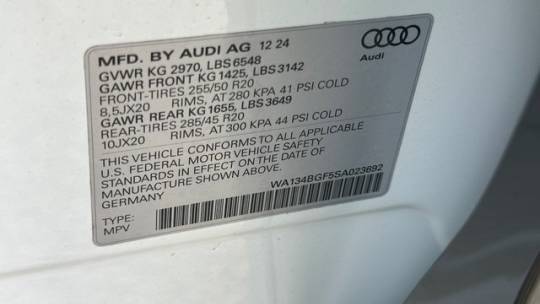 MFD. BY AUDI AG 12 24
GVWR KG 2970, LBS 6548
GAWR FRONT KG 1425, LBS 3142
FRONT-TIRES 255/50 R20
8,5JX20 RIMS, AT 280 KPA 41 PSI COLD
GAWR REAR KG 1655, LBS 3649
REAR-TIRES 285/45 R20
10JX20 RIMS, AT 300 KPA 44 PSI COLD
THIS VEHICLE CONFORMS TO ALL APPLICABLE
U.S. FEDERAL MOTOR VEHICLE SAFETY
STANDARDS IN EFFECT ON THE DATE OF
MANUFACTURE SHOWN ABOVE.
GERMANY
WA134BGF5SA023692
TYPE:
MPV
Audi